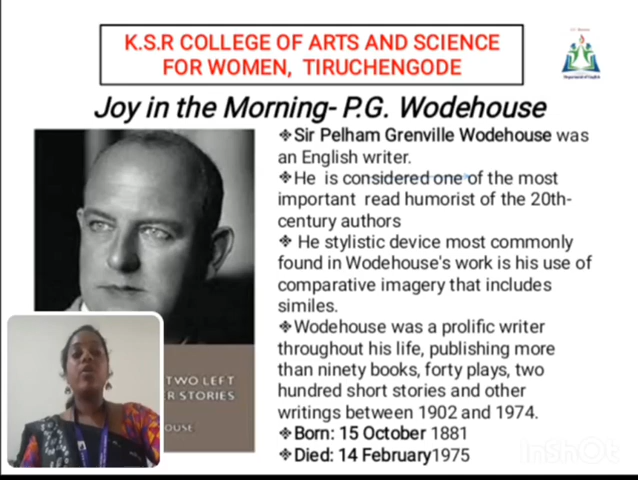 K.S.R COLLEGE OF ARTS AND SCIENCE
FOR WOMEN, TIRUCHENGODE
Joy in the Morning- P.G. Wodehouse
❖Sir Pelham Grenville Wodehouse was
an English writer.
❖He is considered one of the most
important read humorist of the 20th-
century authors
❖ He stylistic device most commonly
found in Wodehouse's work is his use of
comparative imagery that includes
similes.
❖Wodehouse was a prolific writer
throughout his life, publishing more
than ninety books, forty plays, two
hundred short stories and other
writings between 1902 and 1974.
❖Born: 15 October 1881
❖Died: 14 February1975
TWO LEFT
R STORIES
OUSE
InShOt